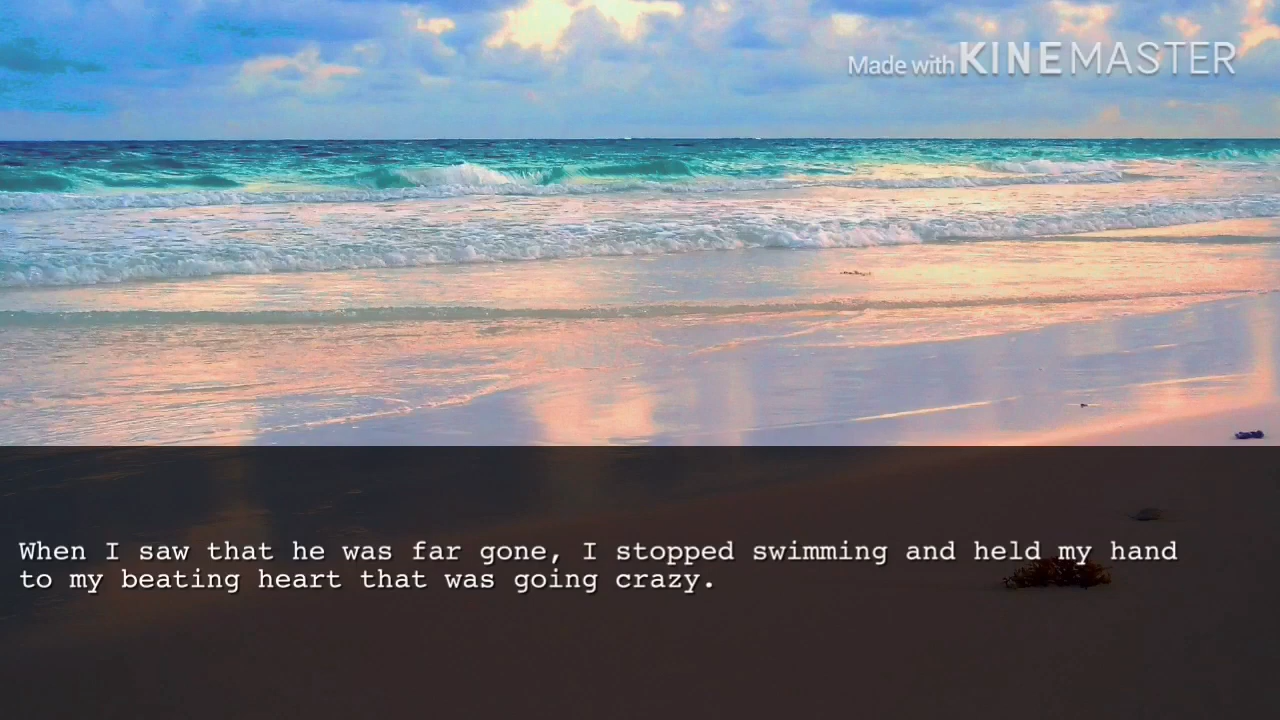 Made with KINEMASTER
When I saw that he was far gone, I stopped swimming and held my hand
to my beating heart that was going crazy.